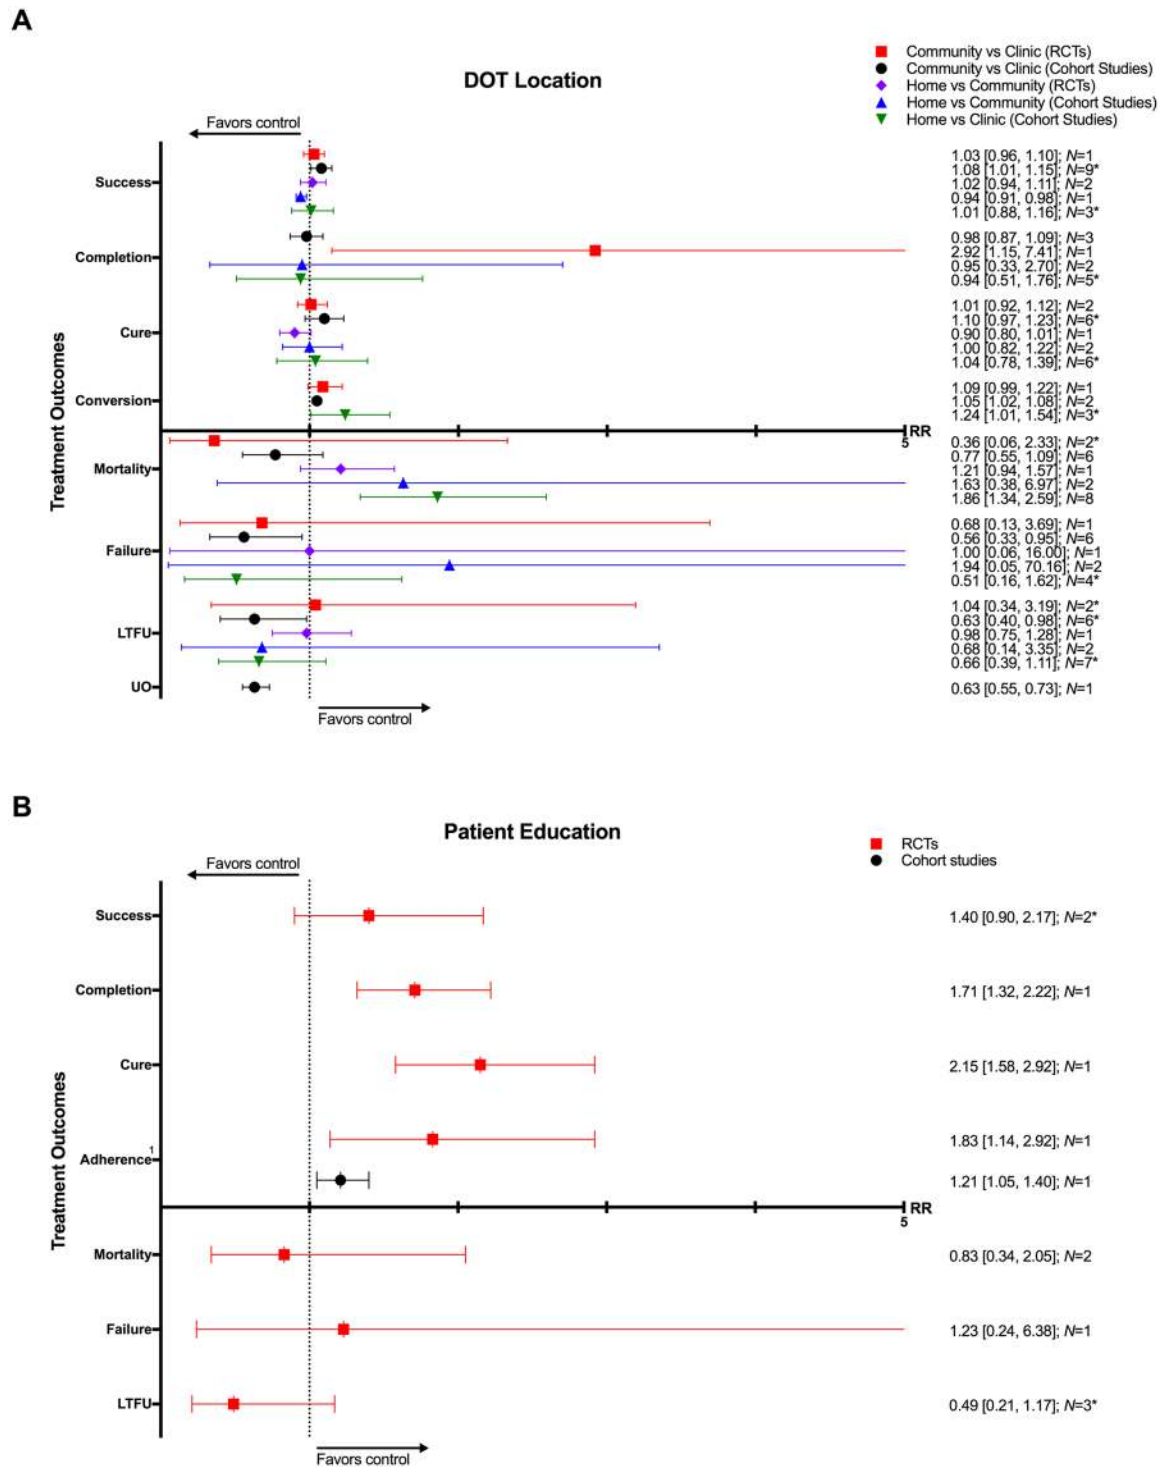 A
DOT Location
Community vs Clinic (RCTs)
Community vs Clinic (Cohort Studies)
Home vs Community (RCTs)
Home vs Community (Cohort Studies)
Home vs Clinic (Cohort Studies)
Favors control
Treatment Outcomes
Success
1.03 [0.96, 1.10]; N=1
1.08 [1.01, 1.15]; N=9*
1.02 [0.94, 1.11]; N=2
0.94 [0.91, 0.98]; N=1
1.01 [0.88, 1.16]; N=3*
Completion
0.98 [0.87, 1.09]; N=3
2.92 [1.15, 7.41]; N=1
0.95 [0.33, 2.70]; N=2
0.94 [0.51, 1.76]; N=5*
Cure
1.01 [0.92, 1.12]; N=2
1.10 [0.97, 1.23]; N=6*
0.90 [0.80, 1.01]; N=1
1.00 [0.82, 1.22]; N=2
1.04 [0.78, 1.39]; N=6*
Conversion
1.09 [0.99, 1.22]; N=1
1.05 [1.02, 1.08]; N=2
1.24 [1.01, 1.54]; N=3*
RR
5
Mortality
0.36 [0.06, 2.33]; N=2*
0.77 [0.55, 1.09]; N=6
1.21 [0.94, 1.57]; N=1
1.63 [0.38, 6.97]; N=2
1.86 [1.34, 2.59]; N=8
Failure
0.68 [0.13, 3.69]; N=1
0.56 [0.33, 0.95]; N=6
1.00 [0.06, 16.00]; N=1
1.94 [0.05, 70.16]; N=2
0.51 [0.16, 1.62]; N=4*
LTFU
1.04 [0.34, 3.19]; N=2*
0.63 [0.40, 0.98]; N=6*
0.98 [0.75, 1.28]; N=1
0.68 [0.14, 3.35]; N=2
0.66 [0.39, 1.11]; N=7*
UO
0.63 [0.55, 0.73]; N=1
Favors control
B
Patient Education
RCTs
Cohort studies
Favors control
Treatment Outcomes
Success
1.40 [0.90, 2.17]; N=2*
Completion
1.71 [1.32, 2.22]; N=1
Cure
2.15 [1.58, 2.92]; N=1
Adherence1
1.83 [1.14, 2.92]; N=1
1.21 [1.05, 1.40]; N=1
RR
5
Mortality
0.83 [0.34, 2.05]; N=2
Failure
1.23 [0.24, 6.38]; N=1
LTFU
0.49 [0.21, 1.17]; N=3*
Favors control